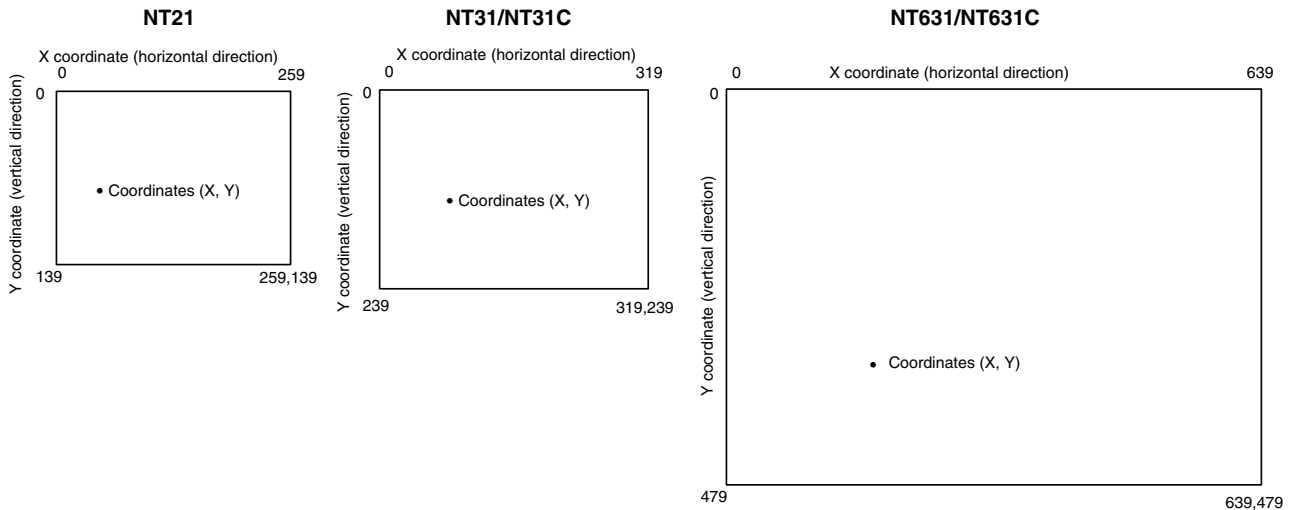 NT21
X coordinate (horizontal direction)
0 259
0
Y coordinate (vertical direction)
Coordinates (X, Y)
139 259,139
NT31/NT31C
X coordinate (horizontal direction)
0 319
0
Y coordinate (vertical direction)
Coordinates (X, Y)
239 319,239
NT631/NT631C
0 X coordinate (horizontal direction) 639
0
Y coordinate (vertical direction)
Coordinates (X, Y)
479 639,479